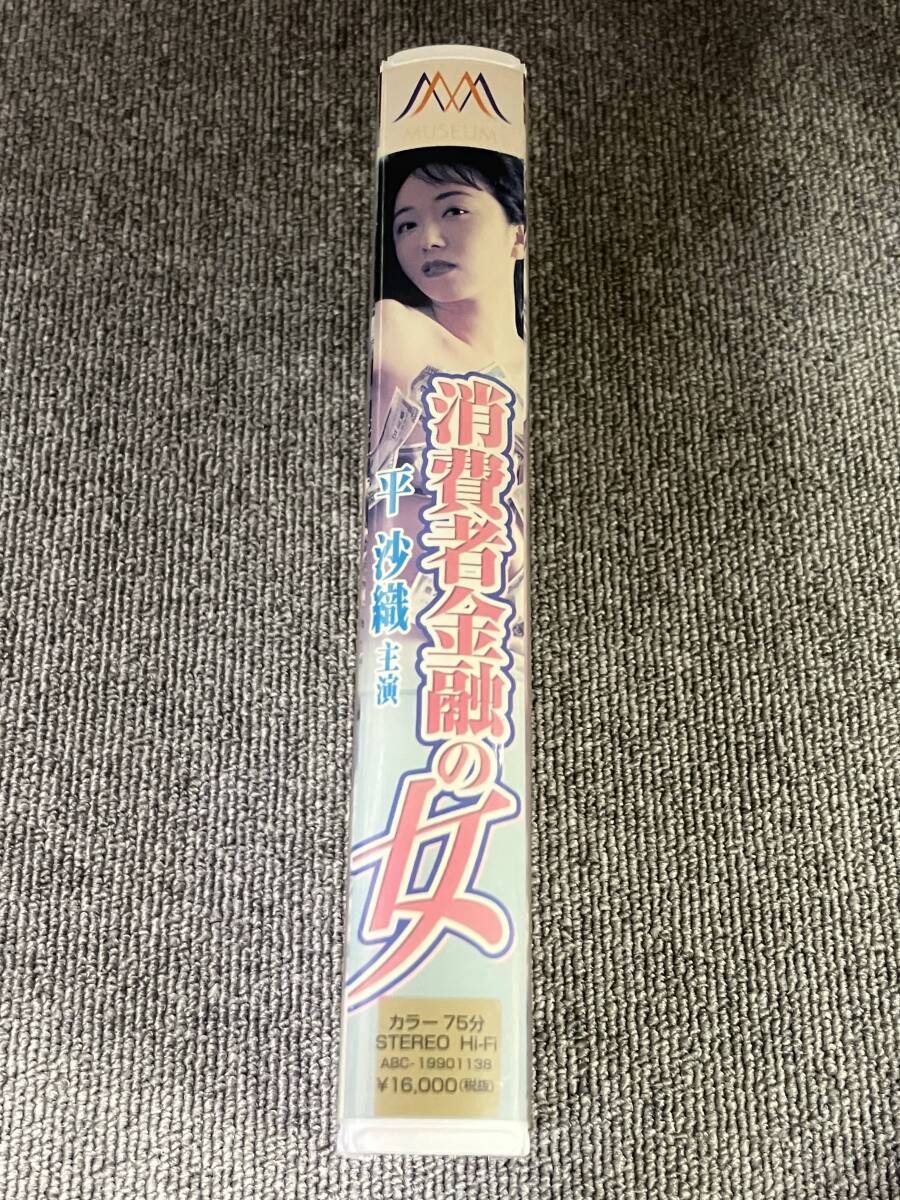 MUSEUM
消費者金融の女
平 沙織 主演
カラー 75分
STEREO Hi-Fi
ABC-19901138
¥16,000(税抜)